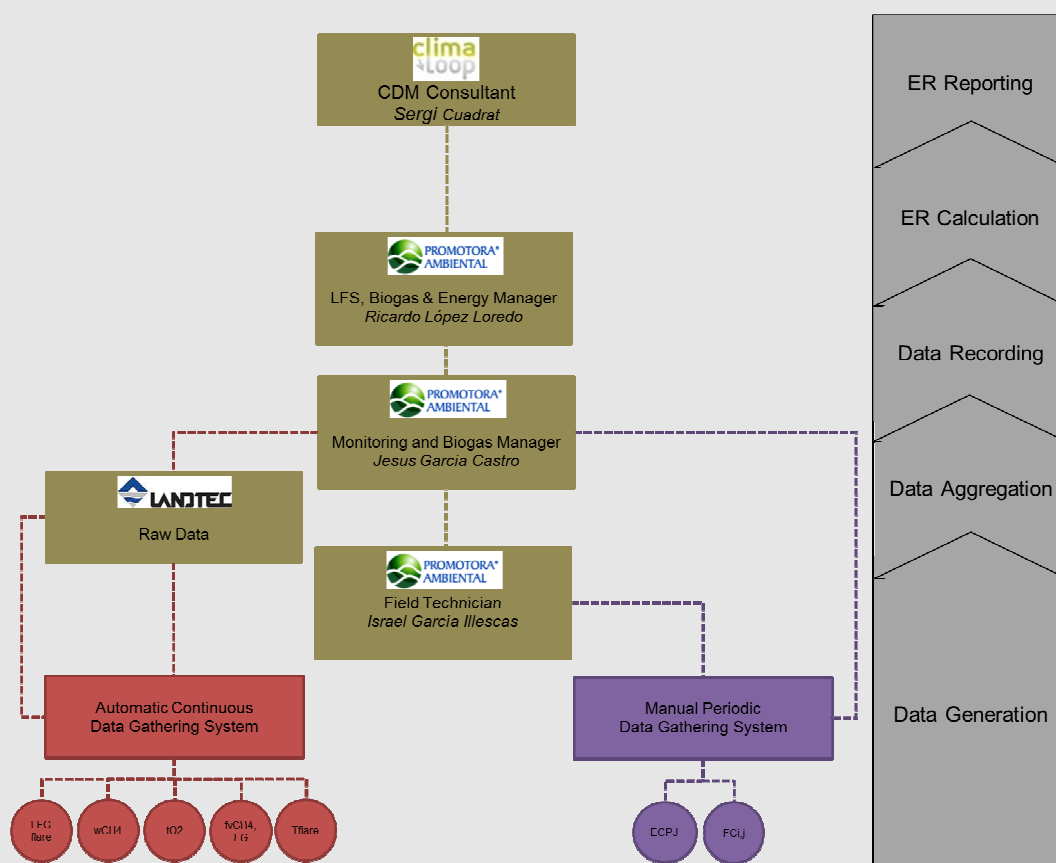 clima
LOOP
CDM Consultant
Sergi Cuadrat
PROMOTORA*
AMBIENTAL
LFS, Biogas & Energy Manager
Ricardo López Loredo
PROMOTORA*
AMBIENTAL
Monitoring and Biogas Manager
Jesus Garcia Castro
LANDTEC
Raw Data
PROMOTORA*
AMBIENTAL
Field Technician
Israel Garcia Illescas
Automatic Continuous
Data Gathering System
Manual Periodic
Data Gathering System
flare
wCH4
tO2
fvCH4,
Tflare
ECPJ
FCi,j
ER Reporting
ER Calculation
Data Recording
Data Aggregation
Data Generation